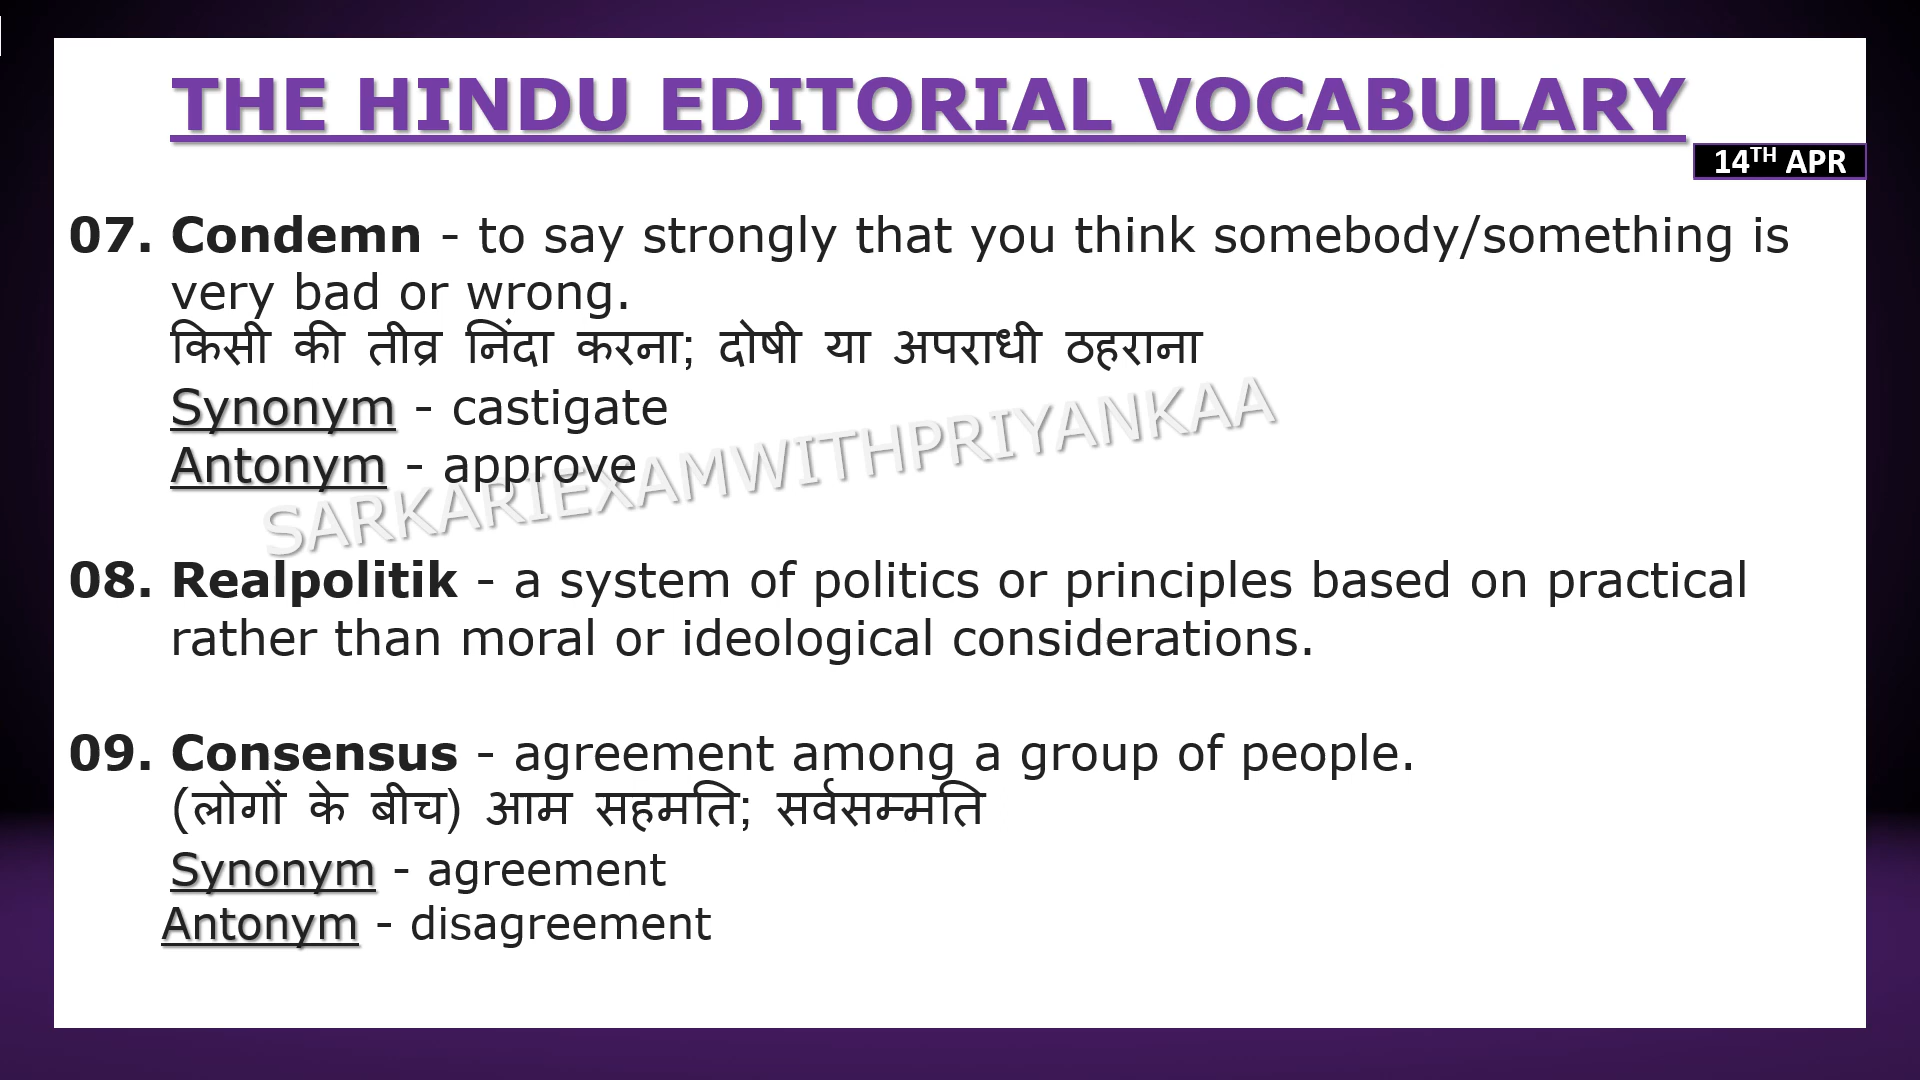 THE HINDU EDITORIAL VOCABULARY
14TH APR
07. Condemn - to say strongly that you think somebody/something is
very bad or wrong.
किसी की तीव्र निंदा करना; दोषी या अपराधी ठहराना
Synonym - castigate
Antonym - approve
SARKARIEXAMWITHPRIYANKAA
08. Realpolitik - a system of politics or principles based on practical
rather than moral or ideological considerations.
09. Consensus - agreement among a group of people.
(लोगों के बीच) आम सहमति; सर्वसम्मति
Synonym - agreement
Antonym - disagreement